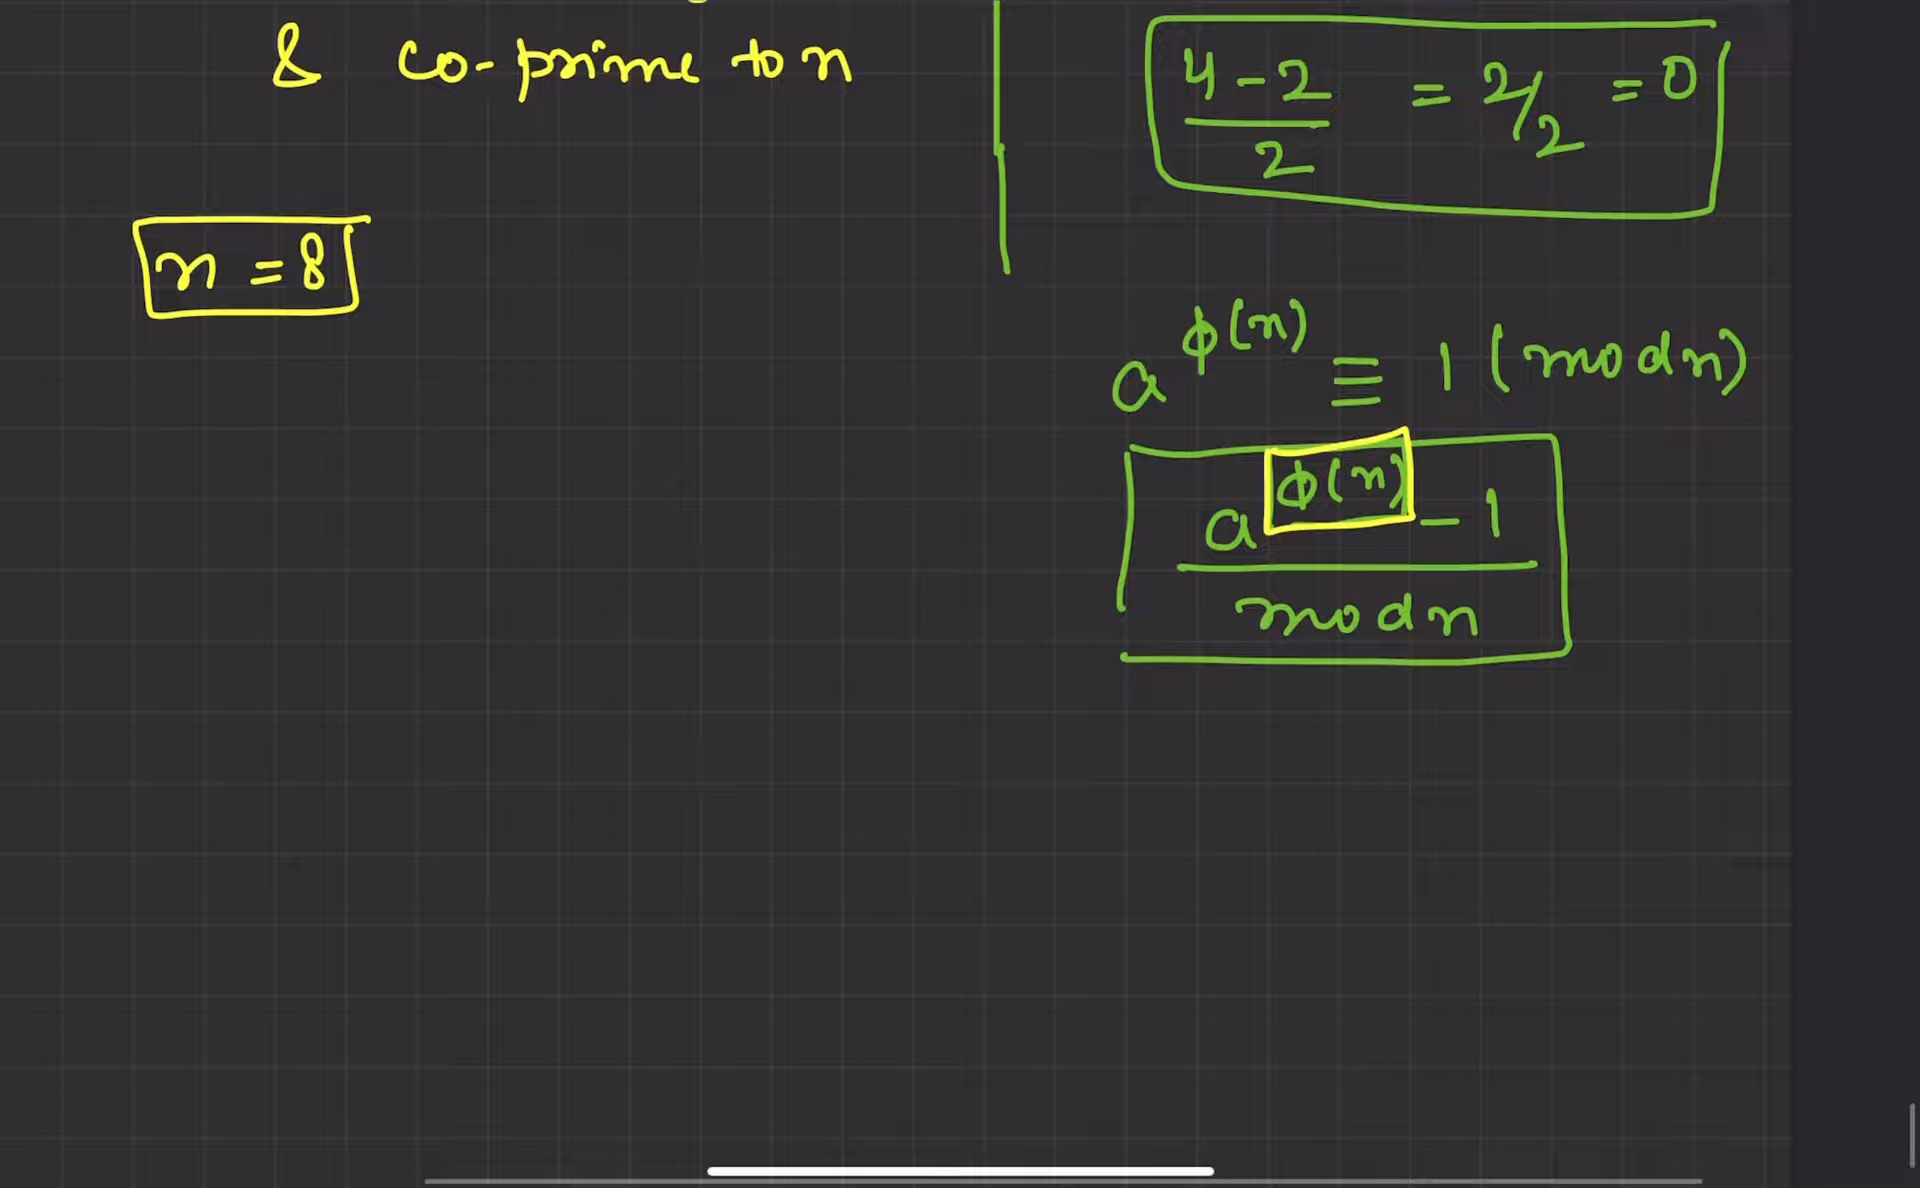 & co-prime to n
n = 8
4 - 2 / 2 = 2/2 = 0
a^ϕ(n) ≡ 1 (mod n)
a^ϕ(n) - 1
mod n